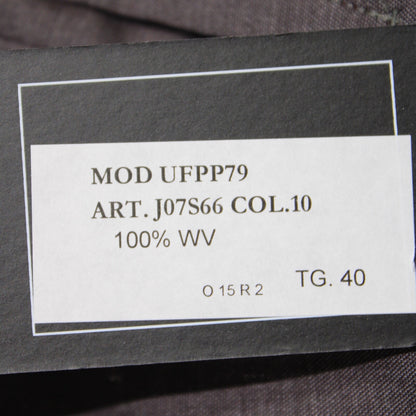 MOD UFPP79
ART. J07S66 COL.10
100% WV
O 15 R 2 TG. 40